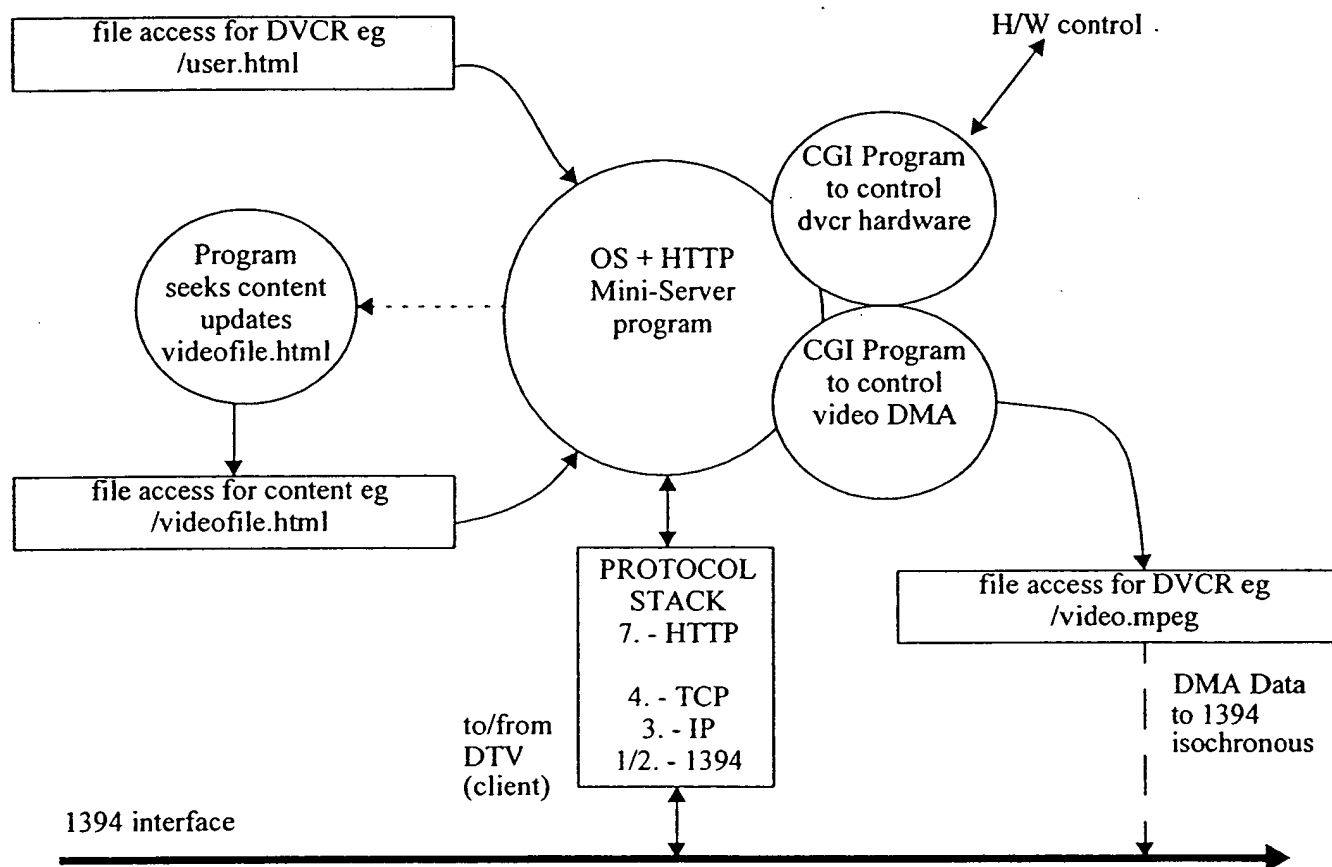 file access for DVCR eg
/user.html
H/W control
CGI Program
to control
dvcr hardware
Program
seeks content
updates
videofile.html
OS + HTTP
Mini-Server
program
CGI Program
to control
video DMA
file access for content eg
/videofile.html
PROTOCOL
STACK
7. - HTTP
4. - TCP
3. - IP
1/2. - 1394
file access for DVCR eg
/video.mpeg
to/from
DTV
(client)
DMA Data
to 1394
isochronous
1394 interface